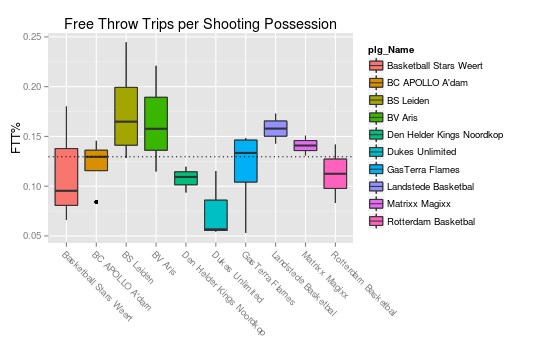 Free Throw Trips per Shooting Possession
FTT%
0.25
0.20
0.15
0.10
0.05
Basketball Stars Weert
BC APOLLO A'dam
BS Leiden
BV Aris
Den Helder Kings Noordkop
Dukes Unlimited
GasTerra Flames
Landstede Basketbal
Matrixx Magixx
Rotterdam Basketbal
plg_Name
Basketball Stars Weert
BC APOLLO A'dam
BS Leiden
BV Aris
Den Helder Kings Noordkop
Dukes Unlimited
GasTerra Flames
Landstede Basketbal
Matrixx Magixx
Rotterdam Basketbal